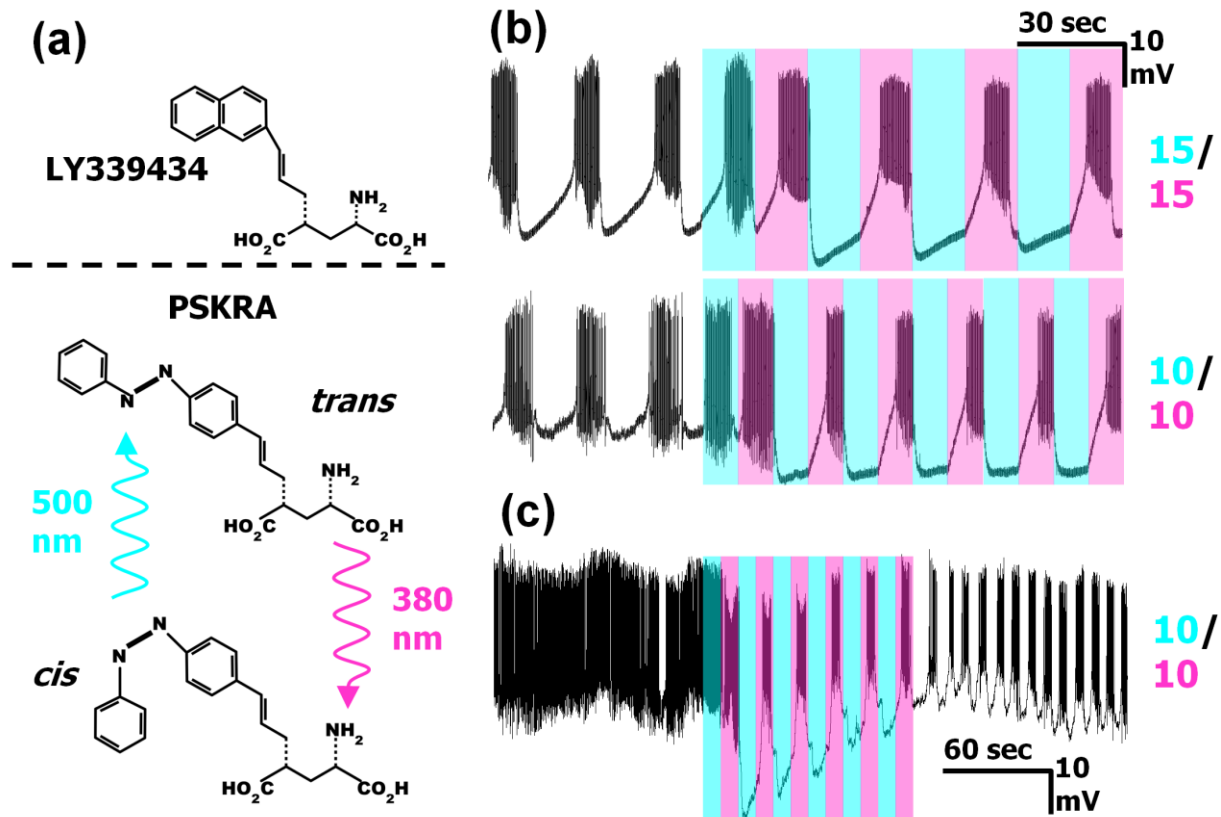 (a)
LY339434
NH2
CO2H
HO2C
PSKRA
N
N
trans
NH2
HO2C
CO2H
500
nm
380
nm
N
N
cis
NH2
HO2C
CO2H
(b)
30 sec
10
mV
15/
15
10/
10
(c)
10/
10
60 sec
10
mV